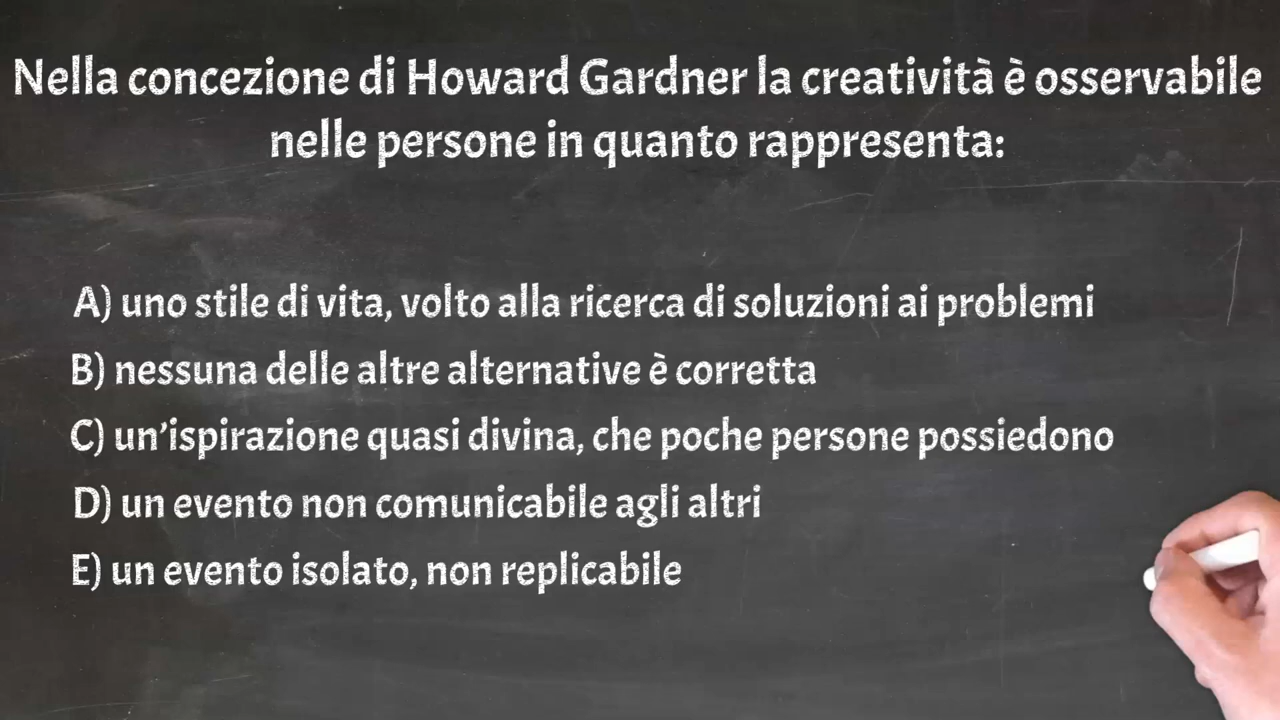 Nella concezione di Howard Gardner la creatività è osservabile
nelle persone in quanto rappresenta:
A) uno stile di vita, volto alla ricerca di soluzioni ai problemi
B) nessuna delle altre alternative è corretta
C) un'ispirazione quasi divina, che poche persone possiedono
D) un evento non comunicabile agli altri
E) un evento isolato, non replicabile